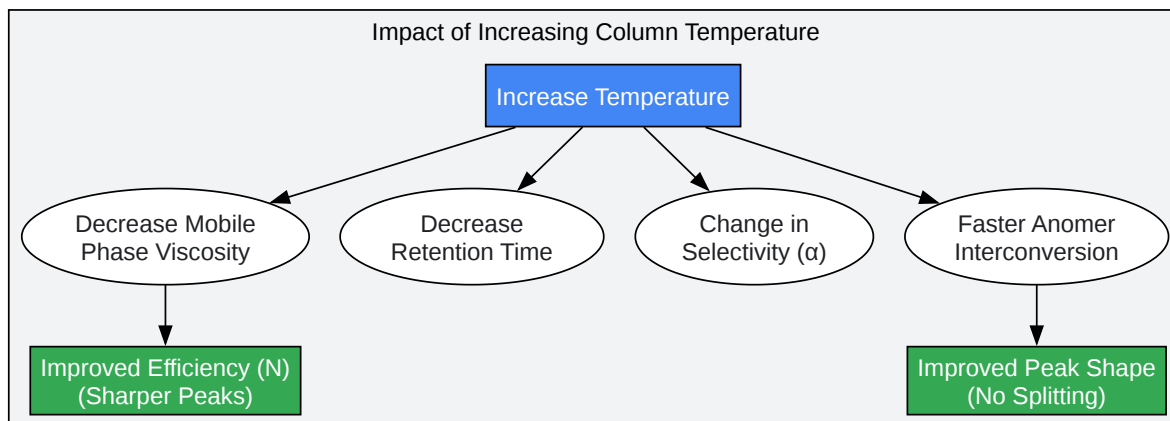 Impact of Increasing Column Temperature
Increase Temperature
Decrease Mobile
Phase Viscosity
Decrease
Retention Time
Change in
Selectivity (α)
Faster Anomer
Interconversion
Improved Efficiency (N)
(Sharper Peaks)
Improved Peak Shape
(No Splitting)